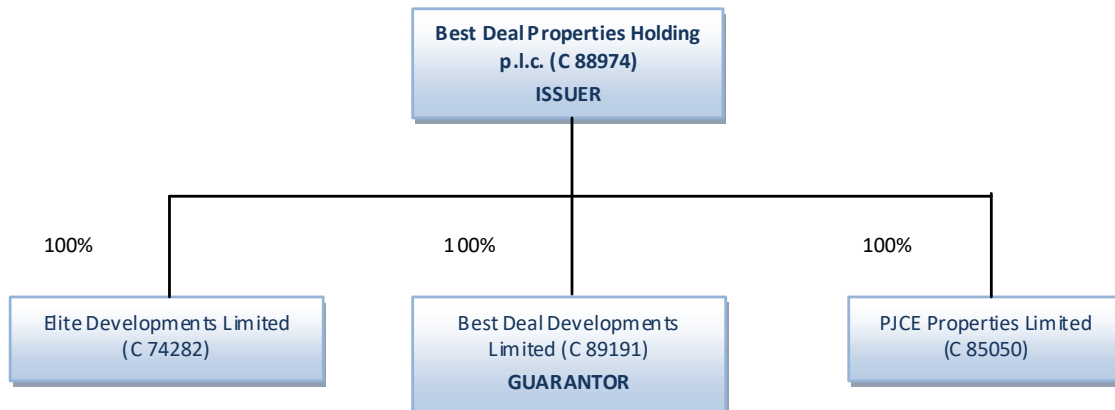 Best Deal Properties Holding
p.l.c. (C 88974)
ISSUER
100%
100%
100%
Elite Developments Limited
(C 74282)
Best Deal Developments
Limited (C 89191)
GUARANTOR
PJCE Properties Limited
(C 85050)